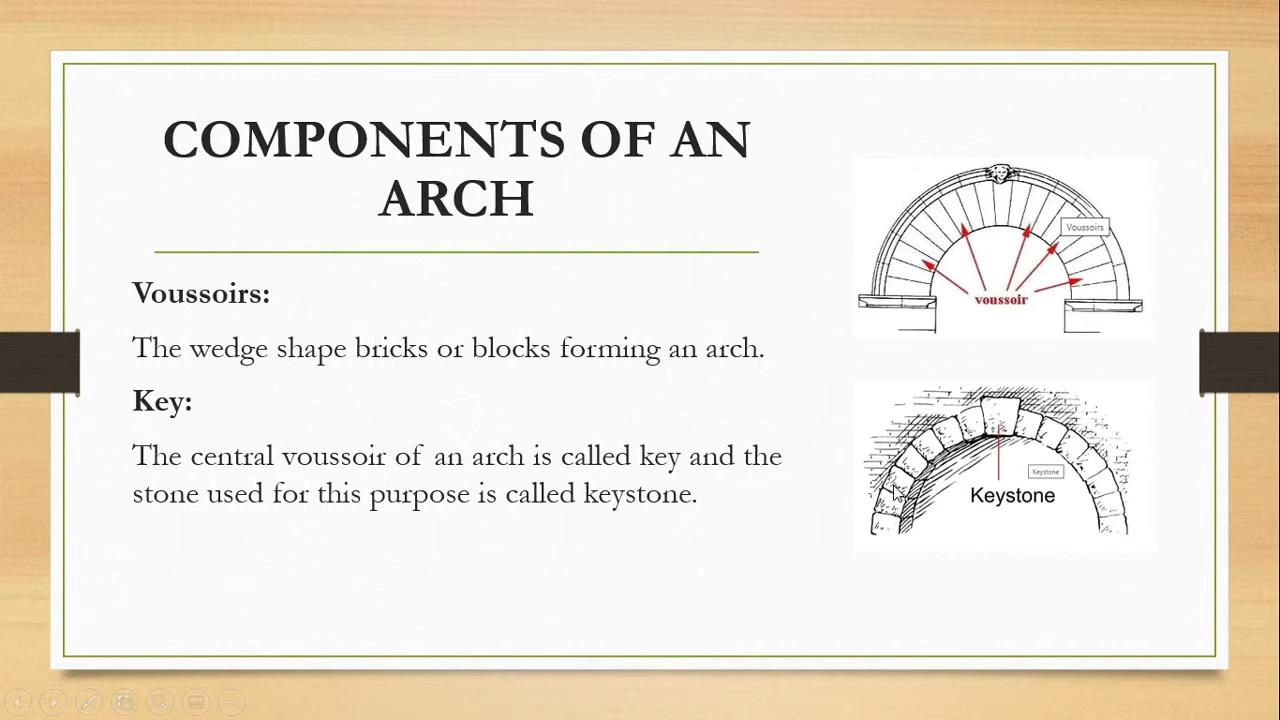 COMPONENTS OF AN
ARCH
Voussoirs:
The wedge shape bricks or blocks forming an arch.
Key:
The central voussoir of an arch is called key and the
stone used for this purpose is called keystone.
Voussoirs
voussoir
Keystone
Keystone